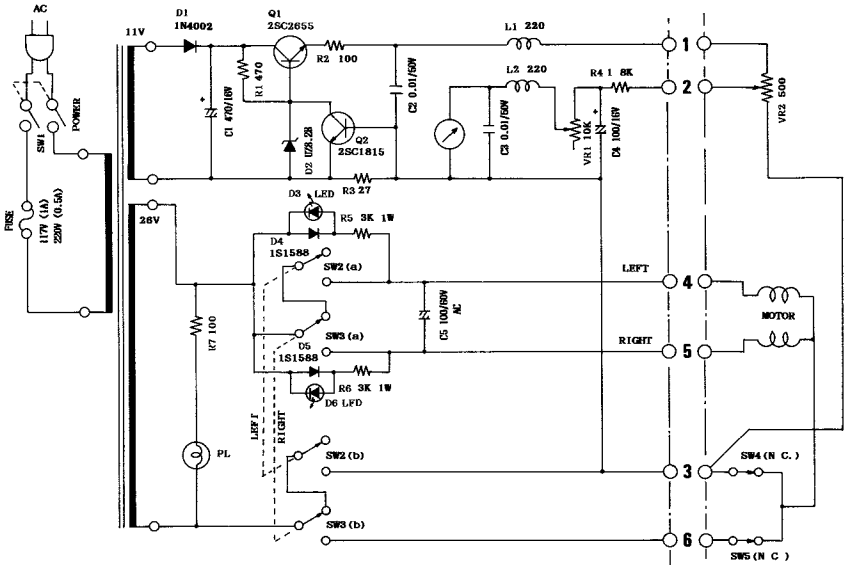 AC
POWER
SW1
FUSE
117V (1A)
220V (0.5A)
11V
26V
D1
1N4002
Q1
2SC2655
R1 470
C1 470/16V
R2 100
D2 UZ8.2B
Q2
2SC1815
R3 27
C2 0.01/50V
L1 220
L2 220
C3 0.01/50V
VR1 10K
R4 1 8K
C4 100/16V
1
2
VR2 500
D3 LED
R5 3K 1W
D4
1S1588
SW2(a)
SW3(a)
D5
1S1588
R6 3K 1W
D6 LED
C5 100/60V
AC
LEFT
4
RIGHT
5
MOTOR
R7 100
PL
LEFT
RIGHT
SW2(b)
SW3(b)
3
6
SW4(N C.)
SW5(N C )